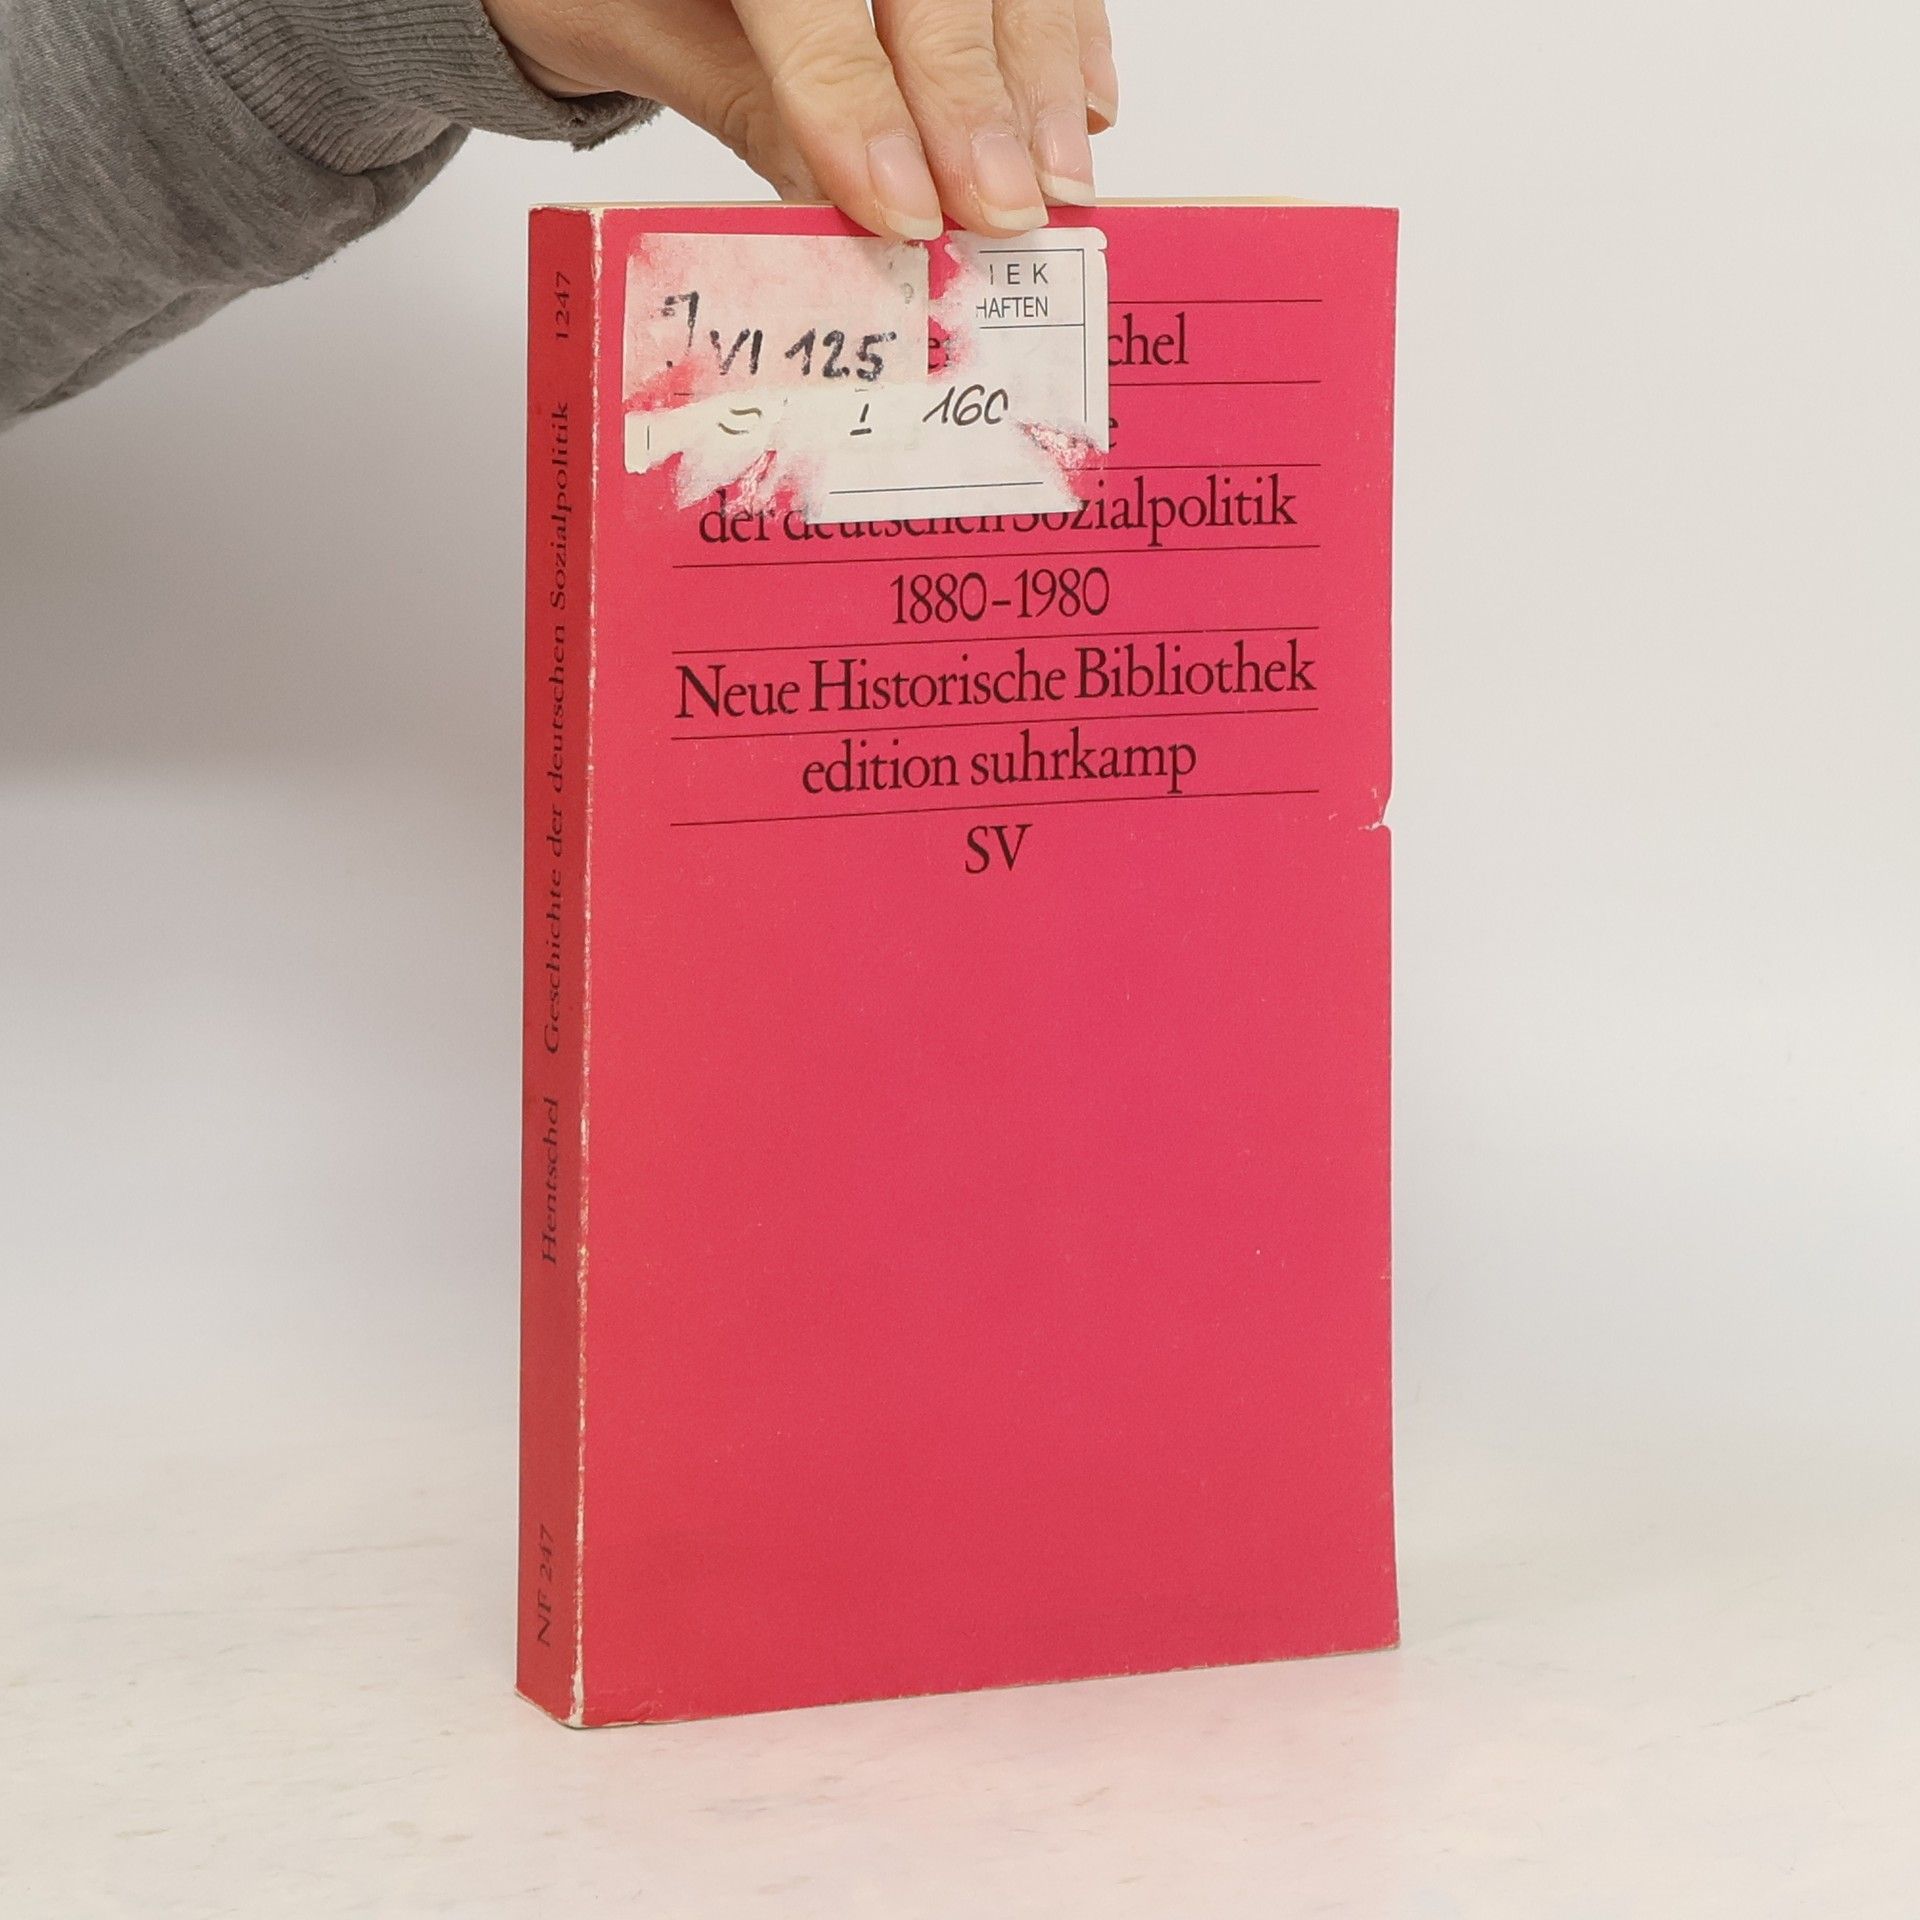 IEK
HAFTEN
VI 125
chel
160
der deutschen Sozialpolitik
1880–1980
Neue Historische Bibliothek
edition suhrkamp
SV
Hentschel Geschichte der deutschen Sozialpolitik 1247
NF 247